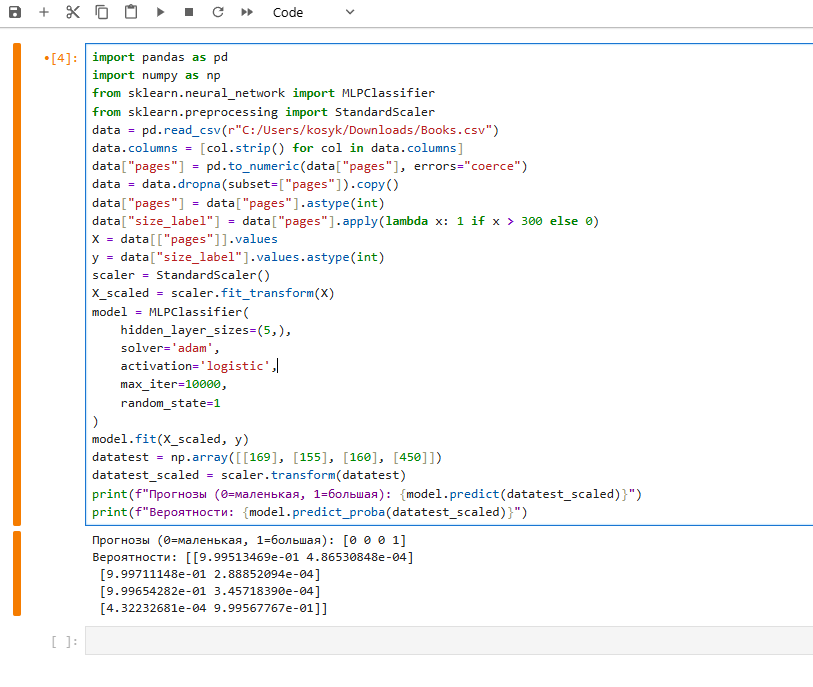 Code
[4]:
import pandas as pd
import numpy as np
from sklearn.neural_network import MLPClassifier
from sklearn.preprocessing import StandardScaler
data = pd.read_csv(r"C:/Users/kosyk/Downloads/Books.csv")
data.columns = [col.strip() for col in data.columns]
data["pages"] = pd.to_numeric(data["pages"], errors="coerce")
data = data.dropna(subset=["pages"]).copy()
data["pages"] = data["pages"].astype(int)
data["size_label"] = data["pages"].apply(lambda x: 1 if x > 300 else 0)
X = data[["pages"]].values
y = data["size_label"].values.astype(int)
scaler = StandardScaler()
X_scaled = scaler.fit_transform(X)
model = MLPClassifier(
    hidden_layer_sizes=(5,),
    solver='adam',
    activation='logistic',
    max_iter=10000,
    random_state=1
)
model.fit(X_scaled, y)
datatest = np.array([[169], [155], [160], [450]])
datatest_scaled = scaler.transform(datatest)
print(f"Прогнозы (0=маленькая, 1=большая): {model.predict(datatest_scaled)}")
print(f"Вероятности: {model.predict_proba(datatest_scaled)}")
Прогнозы (0=маленькая, 1=большая): [0 0 0 1]
Вероятности: [[9.99513469e-01 4.86530848e-04]
 [9.99711148e-01 2.88852094e-04]
 [9.99654282e-01 3.45718390e-04]
 [4.32232681e-04 9.99567767e-01]]
[ ]: